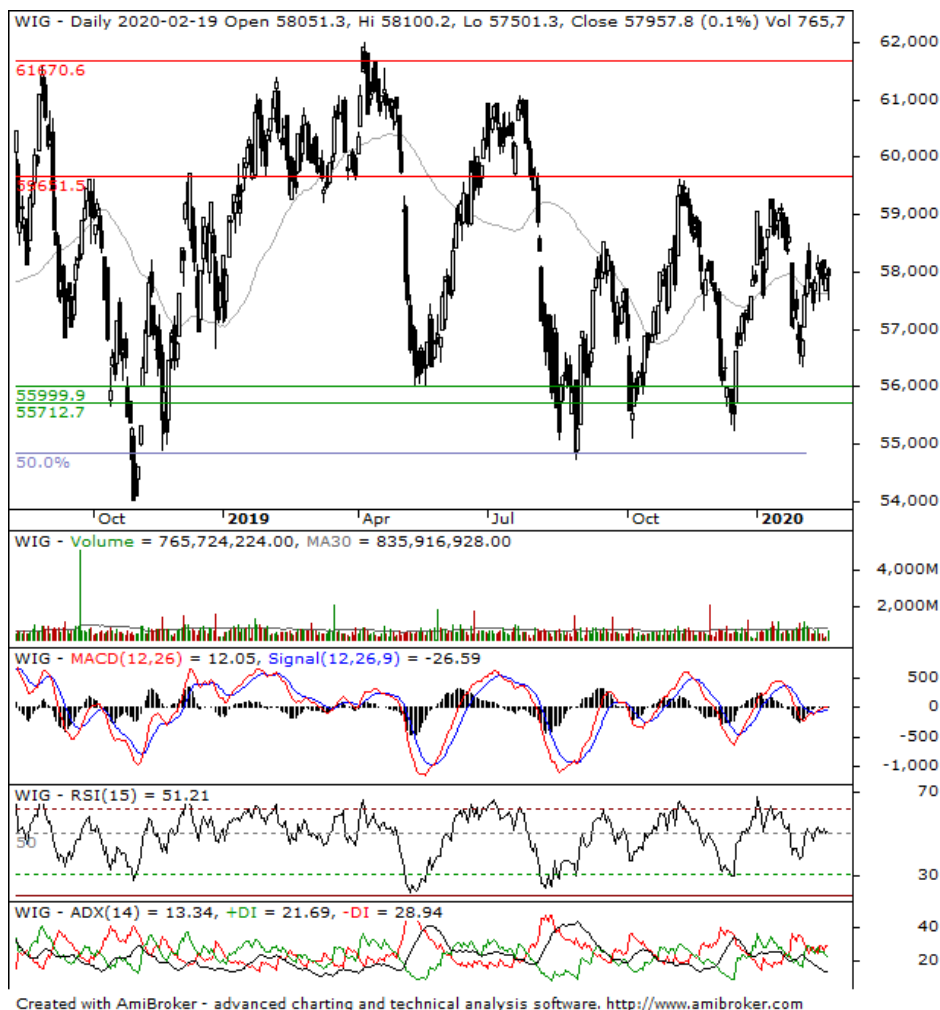 WIG - Daily 2020-02-19 Open 58051.3, Hi 58100.2, Lo 57501.3, Close 57957.8 (0.1%) Vol 765,7
62,000
61670.6
61,000
60,000
59651.5
59,000
58,000
57,000
56,000
55999.9
55712.7
55,000
50.0%
54,000
Oct 2019 Apr Jul Oct 2020
WIG - Volume = 765,724,224.00, MA30 = 835,916,928.00
4,000M
2,000M
WIG - MACD(12,26) = 12.05, Signal(12,26,9) = -26.59
500
0
-500
-1,000
WIG - RSI(15) = 51.21
70
50
30
WIG - ADX(14) = 13.34, +DI = 21.69, -DI = 28.94
40
20
Created with AmiBroker - advanced charting and technical analysis software. http://www.amibroker.com